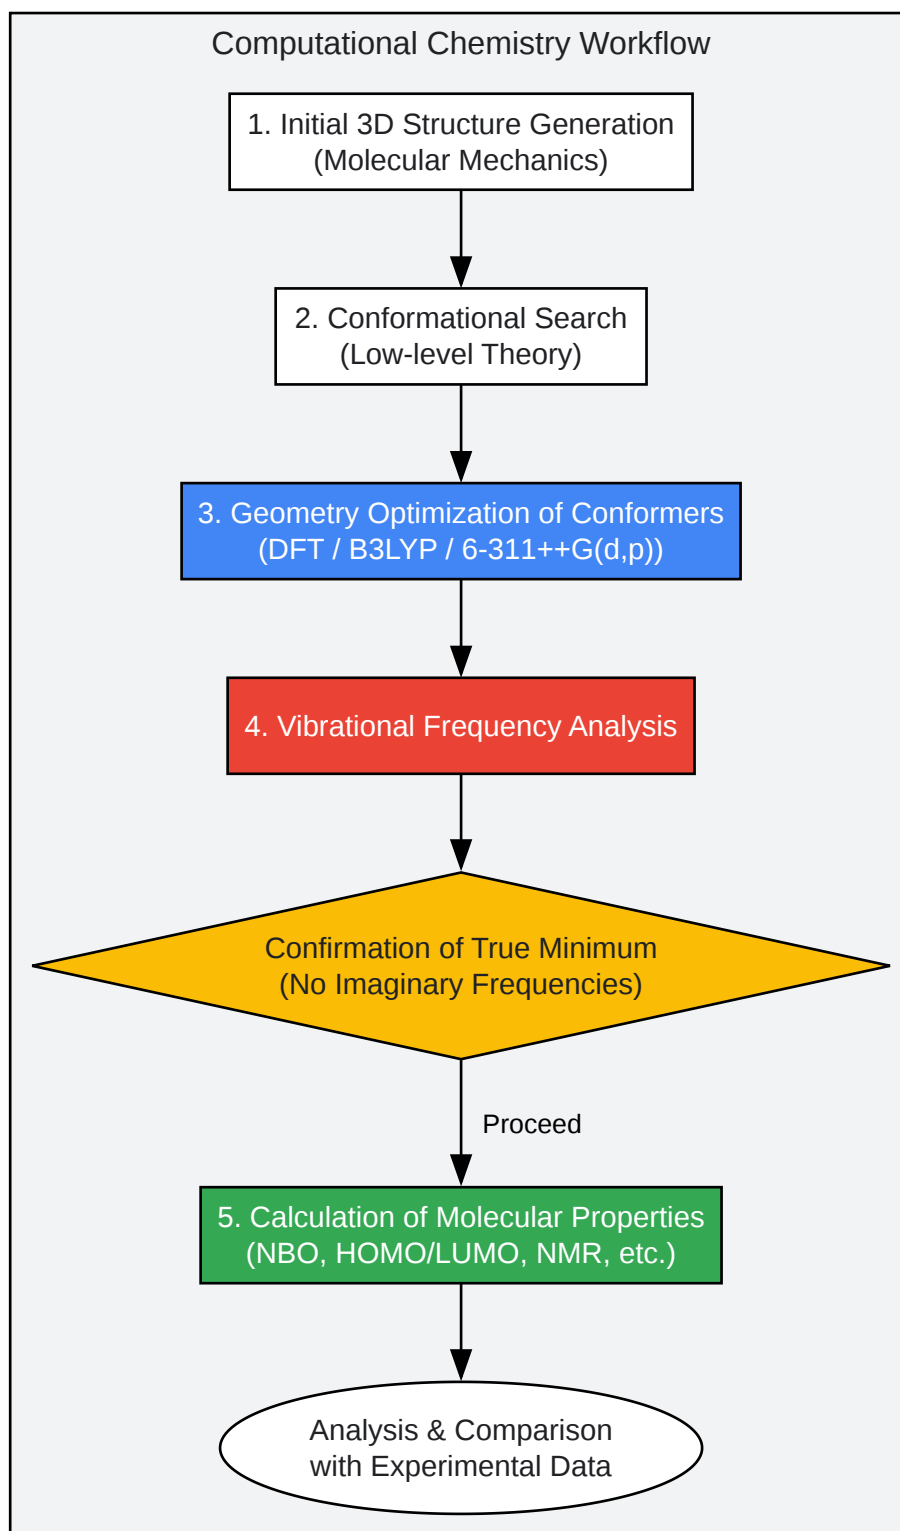 Computational Chemistry Workflow
1. Initial 3D Structure Generation
(Molecular Mechanics)
2. Conformational Search
(Low-level Theory)
3. Geometry Optimization of Conformers
(DFT / B3LYP / 6-311++G(d,p))
4. Vibrational Frequency Analysis
Confirmation of True Minimum
(No Imaginary Frequencies)
Proceed
5. Calculation of Molecular Properties
(NBO, HOMO/LUMO, NMR, etc.)
Analysis & Comparison
with Experimental Data